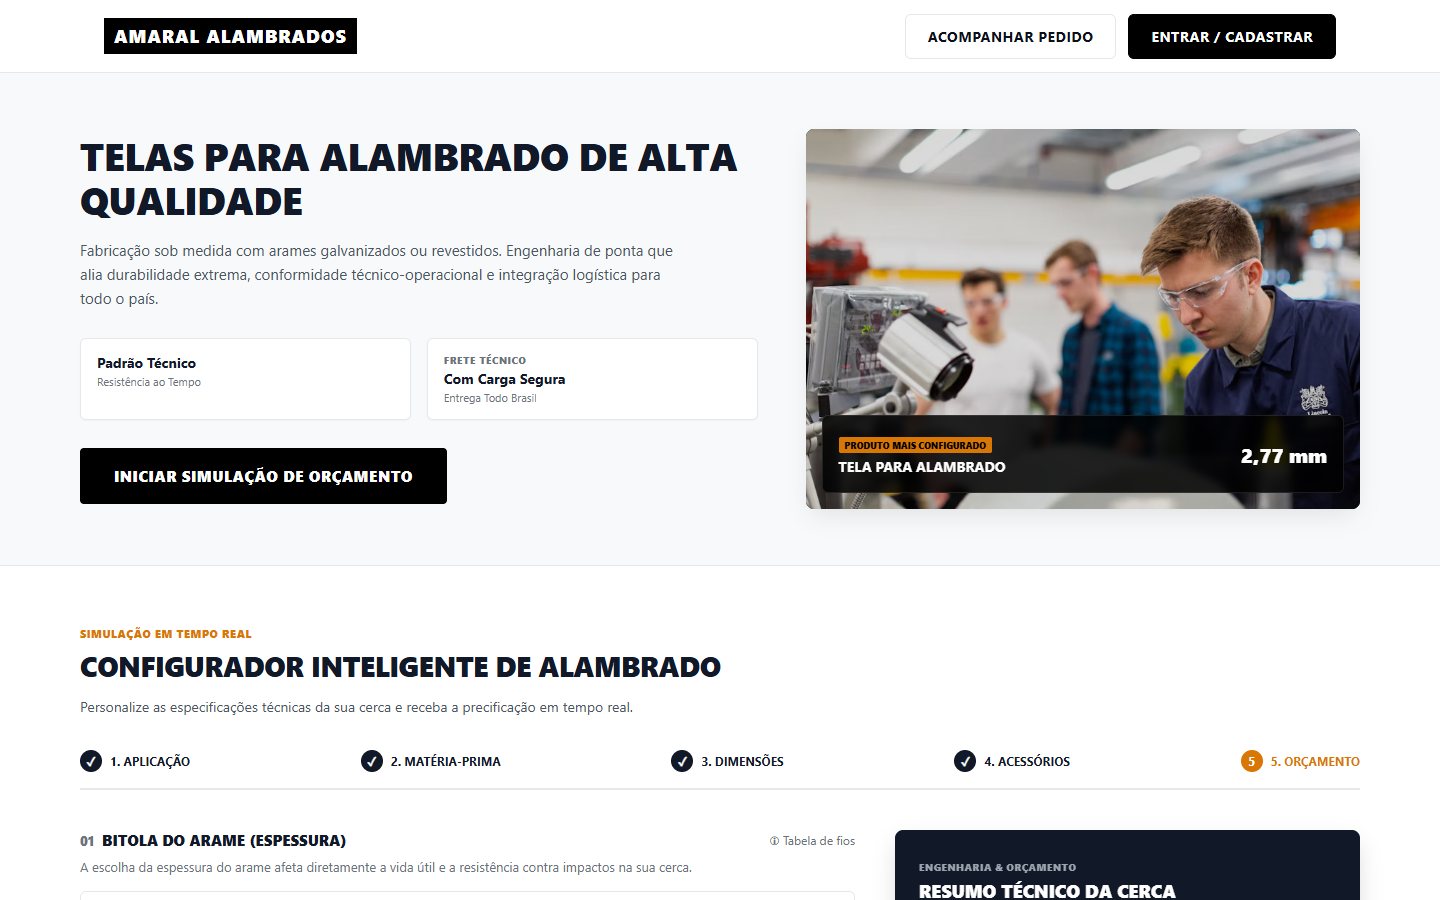 AMARAL ALAMBRADOS
ACOMPANHAR PEDIDO
ENTRAR / CADASTRAR
TELAS PARA ALAMBRADO DE ALTA
QUALIDADE
Fabricação sob medida com arames galvanizados ou revestidos. Engenharia de ponta que
alia durabilidade extrema, conformidade técnico-operacional e integração logística para
todo o país.
Padrão Técnico
Resistência ao Tempo
FRETE TÉCNICO
Com Carga Segura
Entrega Todo Brasil
INICIAR SIMULAÇÃO DE ORÇAMENTO
PRODUTO MAIS CONFIGURADO
TELA PARA ALAMBRADO
2,77 mm
SIMULAÇÃO EM TEMPO REAL
CONFIGURADOR INTELIGENTE DE ALAMBRADO
Personalize as especificações técnicas da sua cerca e receba a precificação em tempo real.
✓ 1. APLICAÇÃO
✓ 2. MATÉRIA-PRIMA
✓ 3. DIMENSÕES
✓ 4. ACESSÓRIOS
5 5. ORÇAMENTO
01 BITOLA DO ARAME (ESPESSURA)
① Tabela de fios
A escolha da espessura do arame afeta diretamente a vida útil e a resistência contra impactos na sua cerca.
ENGENHARIA & ORÇAMENTO
RESUMO TÉCNICO DA CERCA